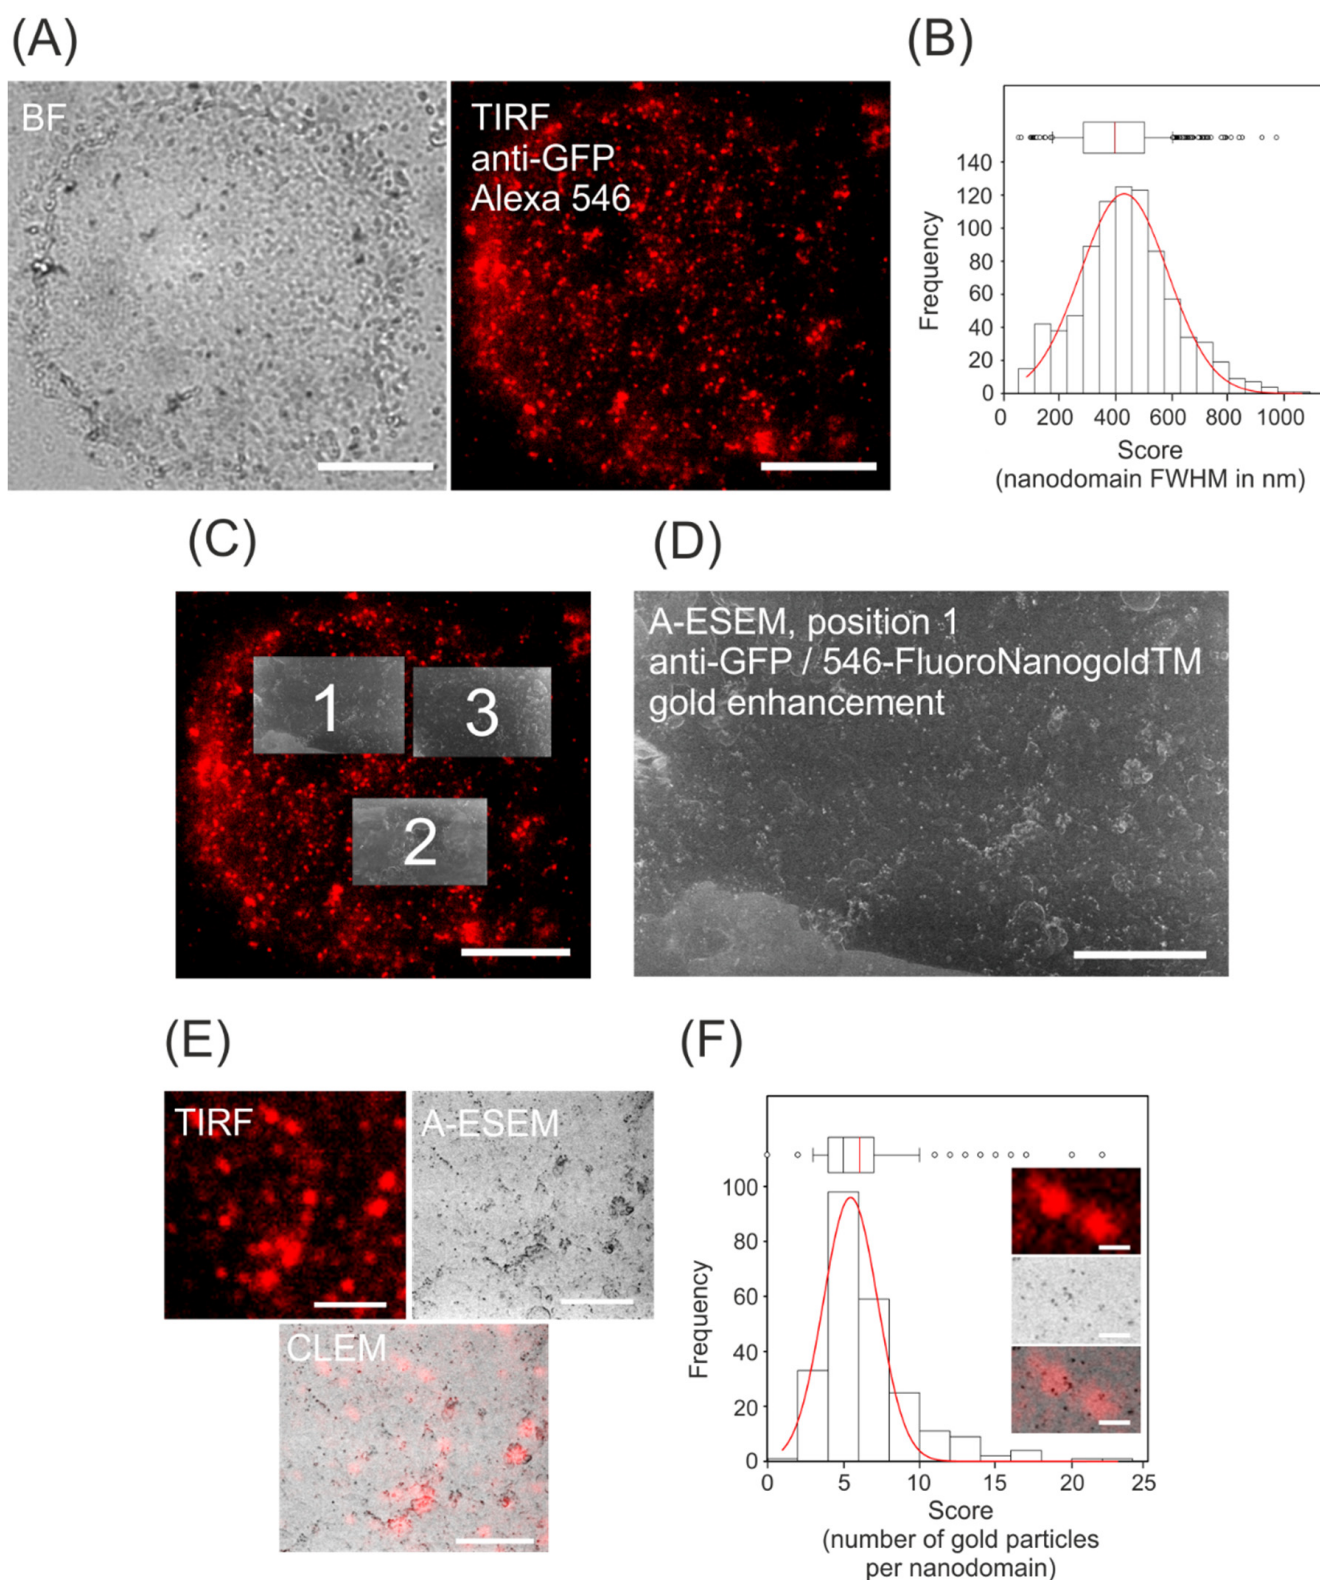 (A)
BF
TIRF
anti-GFP
Alexa 546
(B)
140
120
100
80
60
40
20
0
Frequency
0 200 400 600 800 1000
Score
(nanodomain FWHM in nm)
(C)
1
3
2
(D)
A-ESEM, position 1
anti-GFP / 546-FluoroNanogoldTM
gold enhancement
(E)
TIRF
A-ESEM
CLEM
(F)
100
80
60
40
20
0
Frequency
0 5 10 15 20 25
Score
(number of gold particles
per nanodomain)